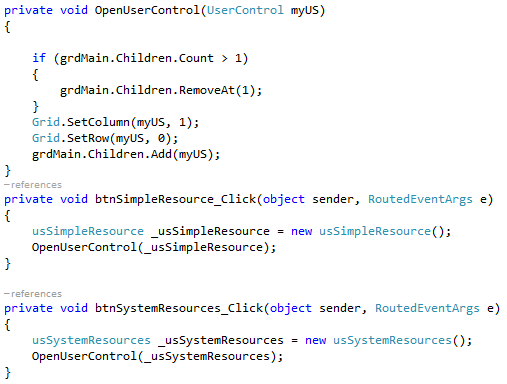 private void OpenUserControl(UserControl myUS)
{
if (grdMain.Children.Count > 1)
{
grdMain.Children.RemoveAt(1);
}
Grid.SetColumn(myUS, 1);
Grid.SetRow(myUS, 0);
grdMain.Children.Add(myUS);
}
–references
private void btnSimpleResource_Click(object sender, RoutedEventArgs e)
{
usSimpleResource _usSimpleResource = new usSimpleResource();
OpenUserControl(_usSimpleResource);
}
–references
private void btnSystemResources_Click(object sender, RoutedEventArgs e)
{
usSystemResources _usSystemResources = new usSystemResources();
OpenUserControl(_usSystemResources);
}